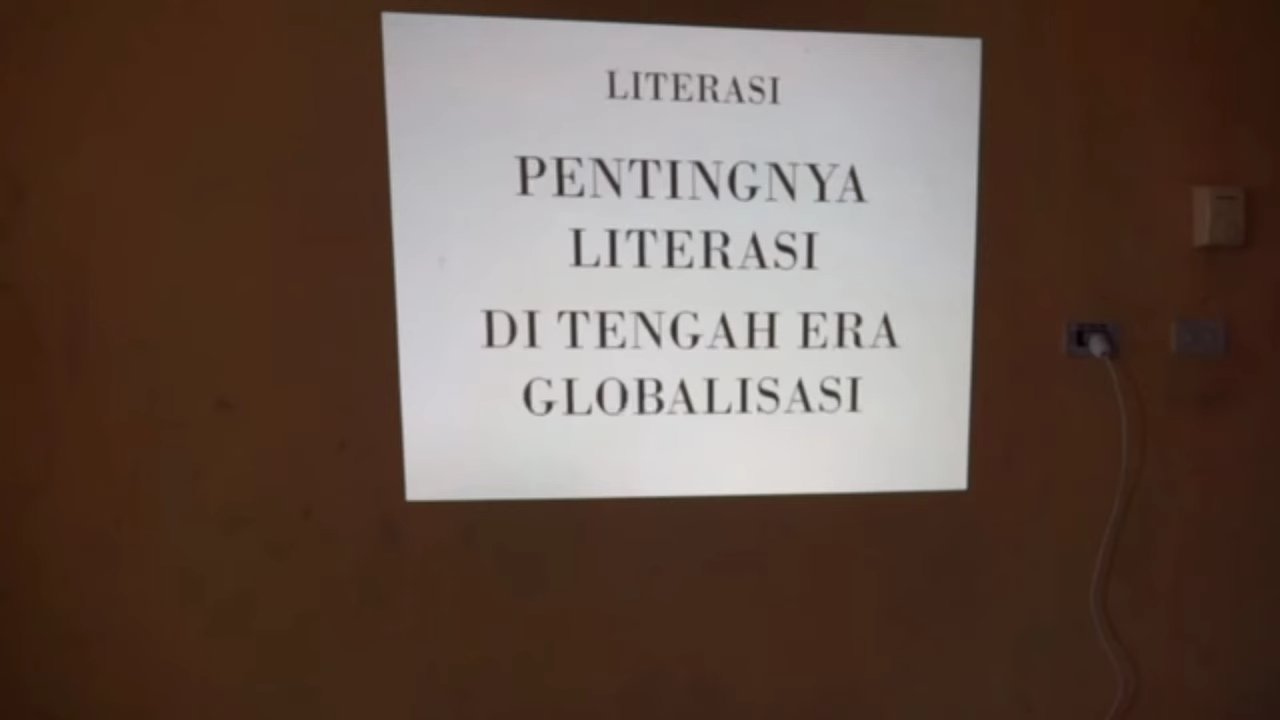 LITERASI
PENTINGNYA
LITERASI
DI TENGAH ERA
GLOBALISASI